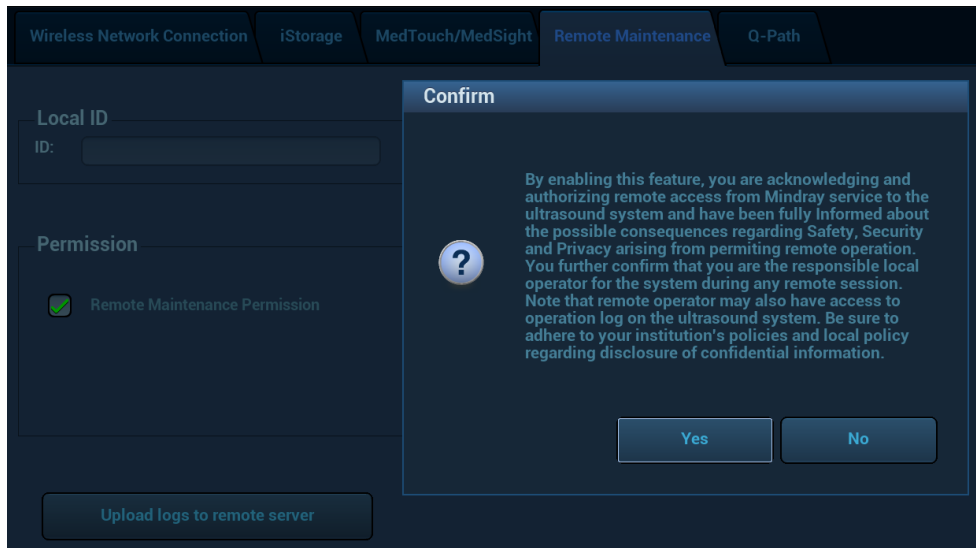 Wireless Network Connection iStorage MedTouch/MedSight Remote Maintenance Q-Path
Confirm
Local ID
ID:
By enabling this feature, you are acknowledging and
authorizing remote access from Mindray service to the
ultrasound system and have been fully Informed about
the possible consequences regarding Safety, Security
and Privacy arising from permiting remote operation.
You further confirm that you are the responsible local
operator for the system during any remote session.
Note that remote operator may also have access to
operation log on the ultrasound system. Be sure to
adhere to your institution's policies and local policy
regarding disclosure of confidential information.
Permission
Remote Maintenance Permission
Yes No
Upload logs to remote server